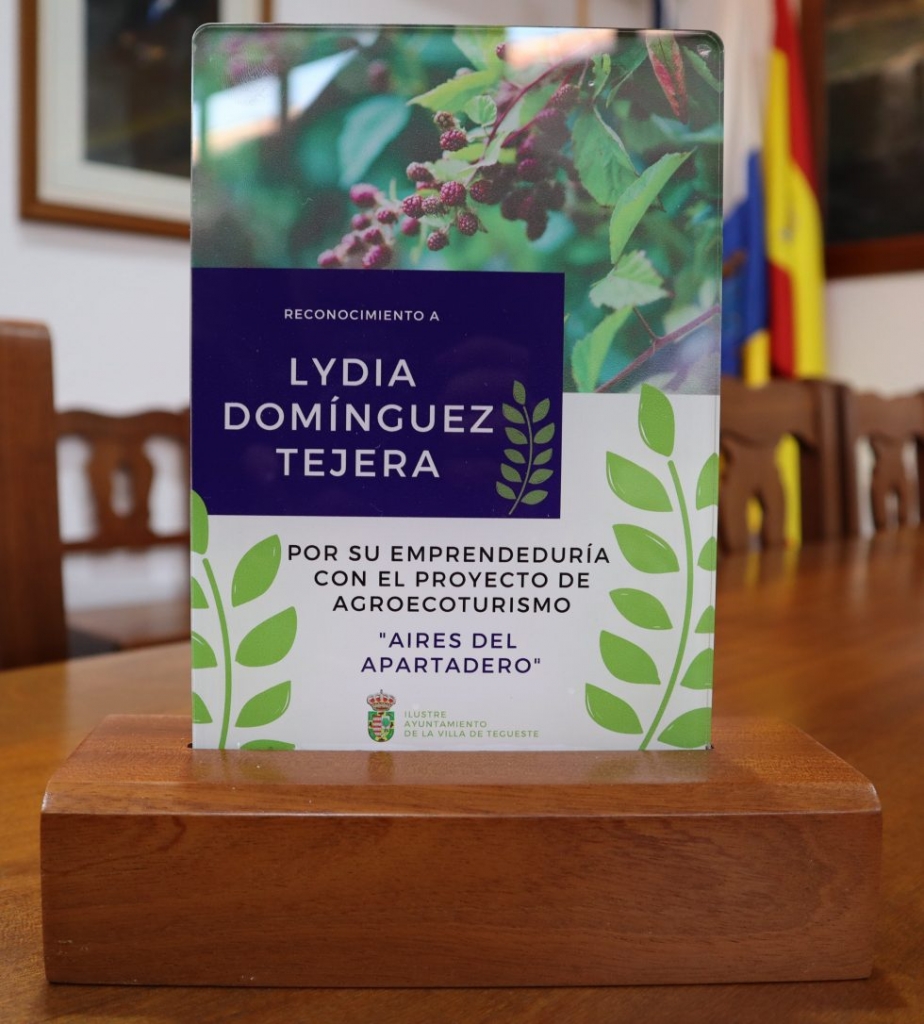 RECONOCIMIENTO A
LYDIA
DOMÍNGUEZ
TEJERA
POR SU EMPRENDEDURÍA
CON EL PROYECTO DE
AGROECOTURISMO
"AIRES DEL
APARTADERO"
ILUSTRE
AYUNTAMIENTO
DE LA VILLA DE TEGUESTE